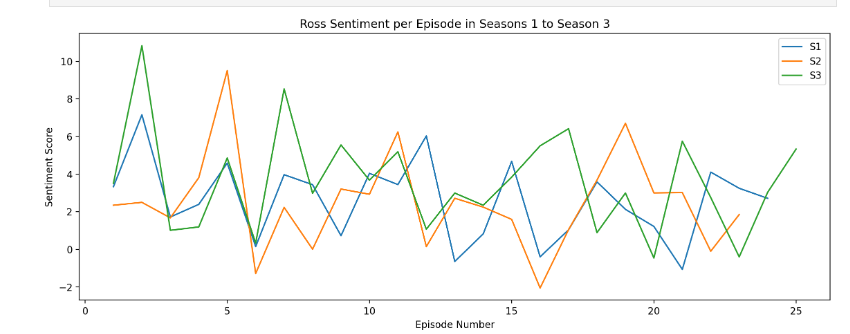 Ross Sentiment per Episode in Seasons 1 to Season 3
S1
S2
S3
Sentiment Score
10
8
6
4
2
0
−2
0 5 10 15 20 25
Episode Number